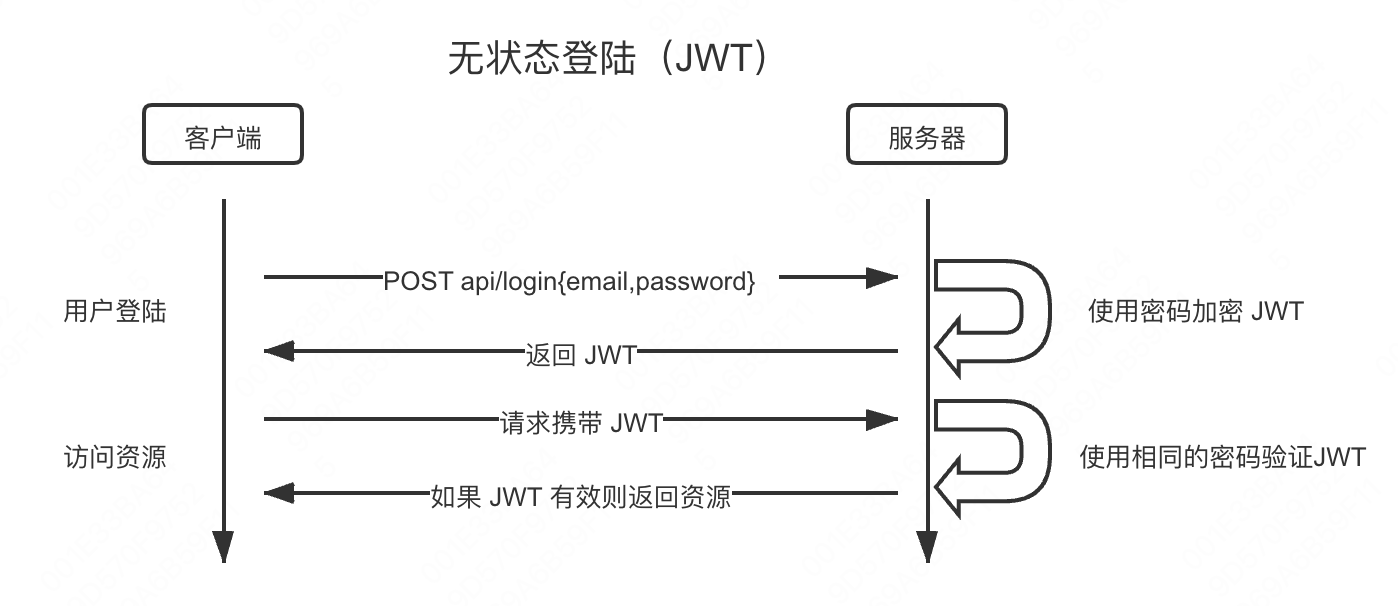 无状态登陆（JWT）
客户端
服务器
POST api/login{email,password}
用户登陆
使用密码加密 JWT
返回 JWT
请求携带 JWT
访问资源
使用相同的密码验证JWT
如果 JWT 有效则返回资源